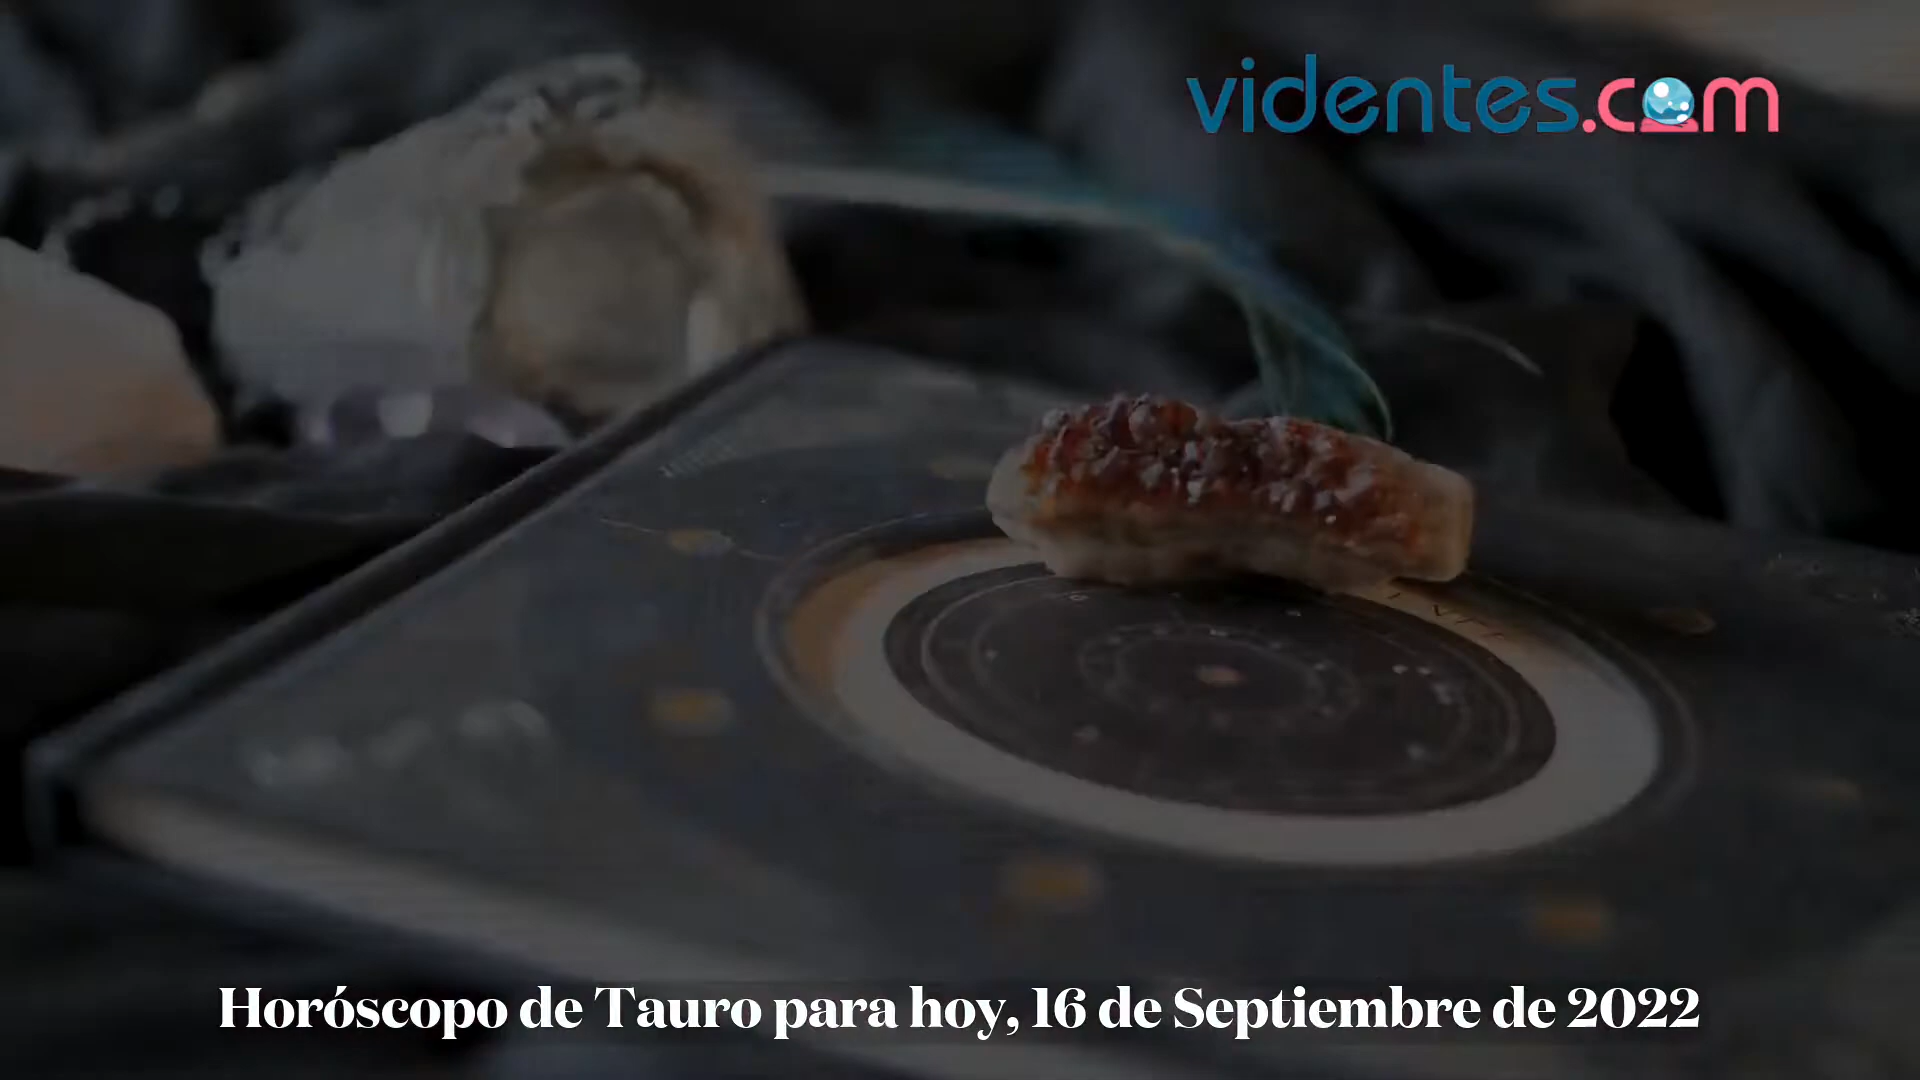 videntes.com
Horóscopo de Tauro para hoy, 16 de Septiembre de 2022